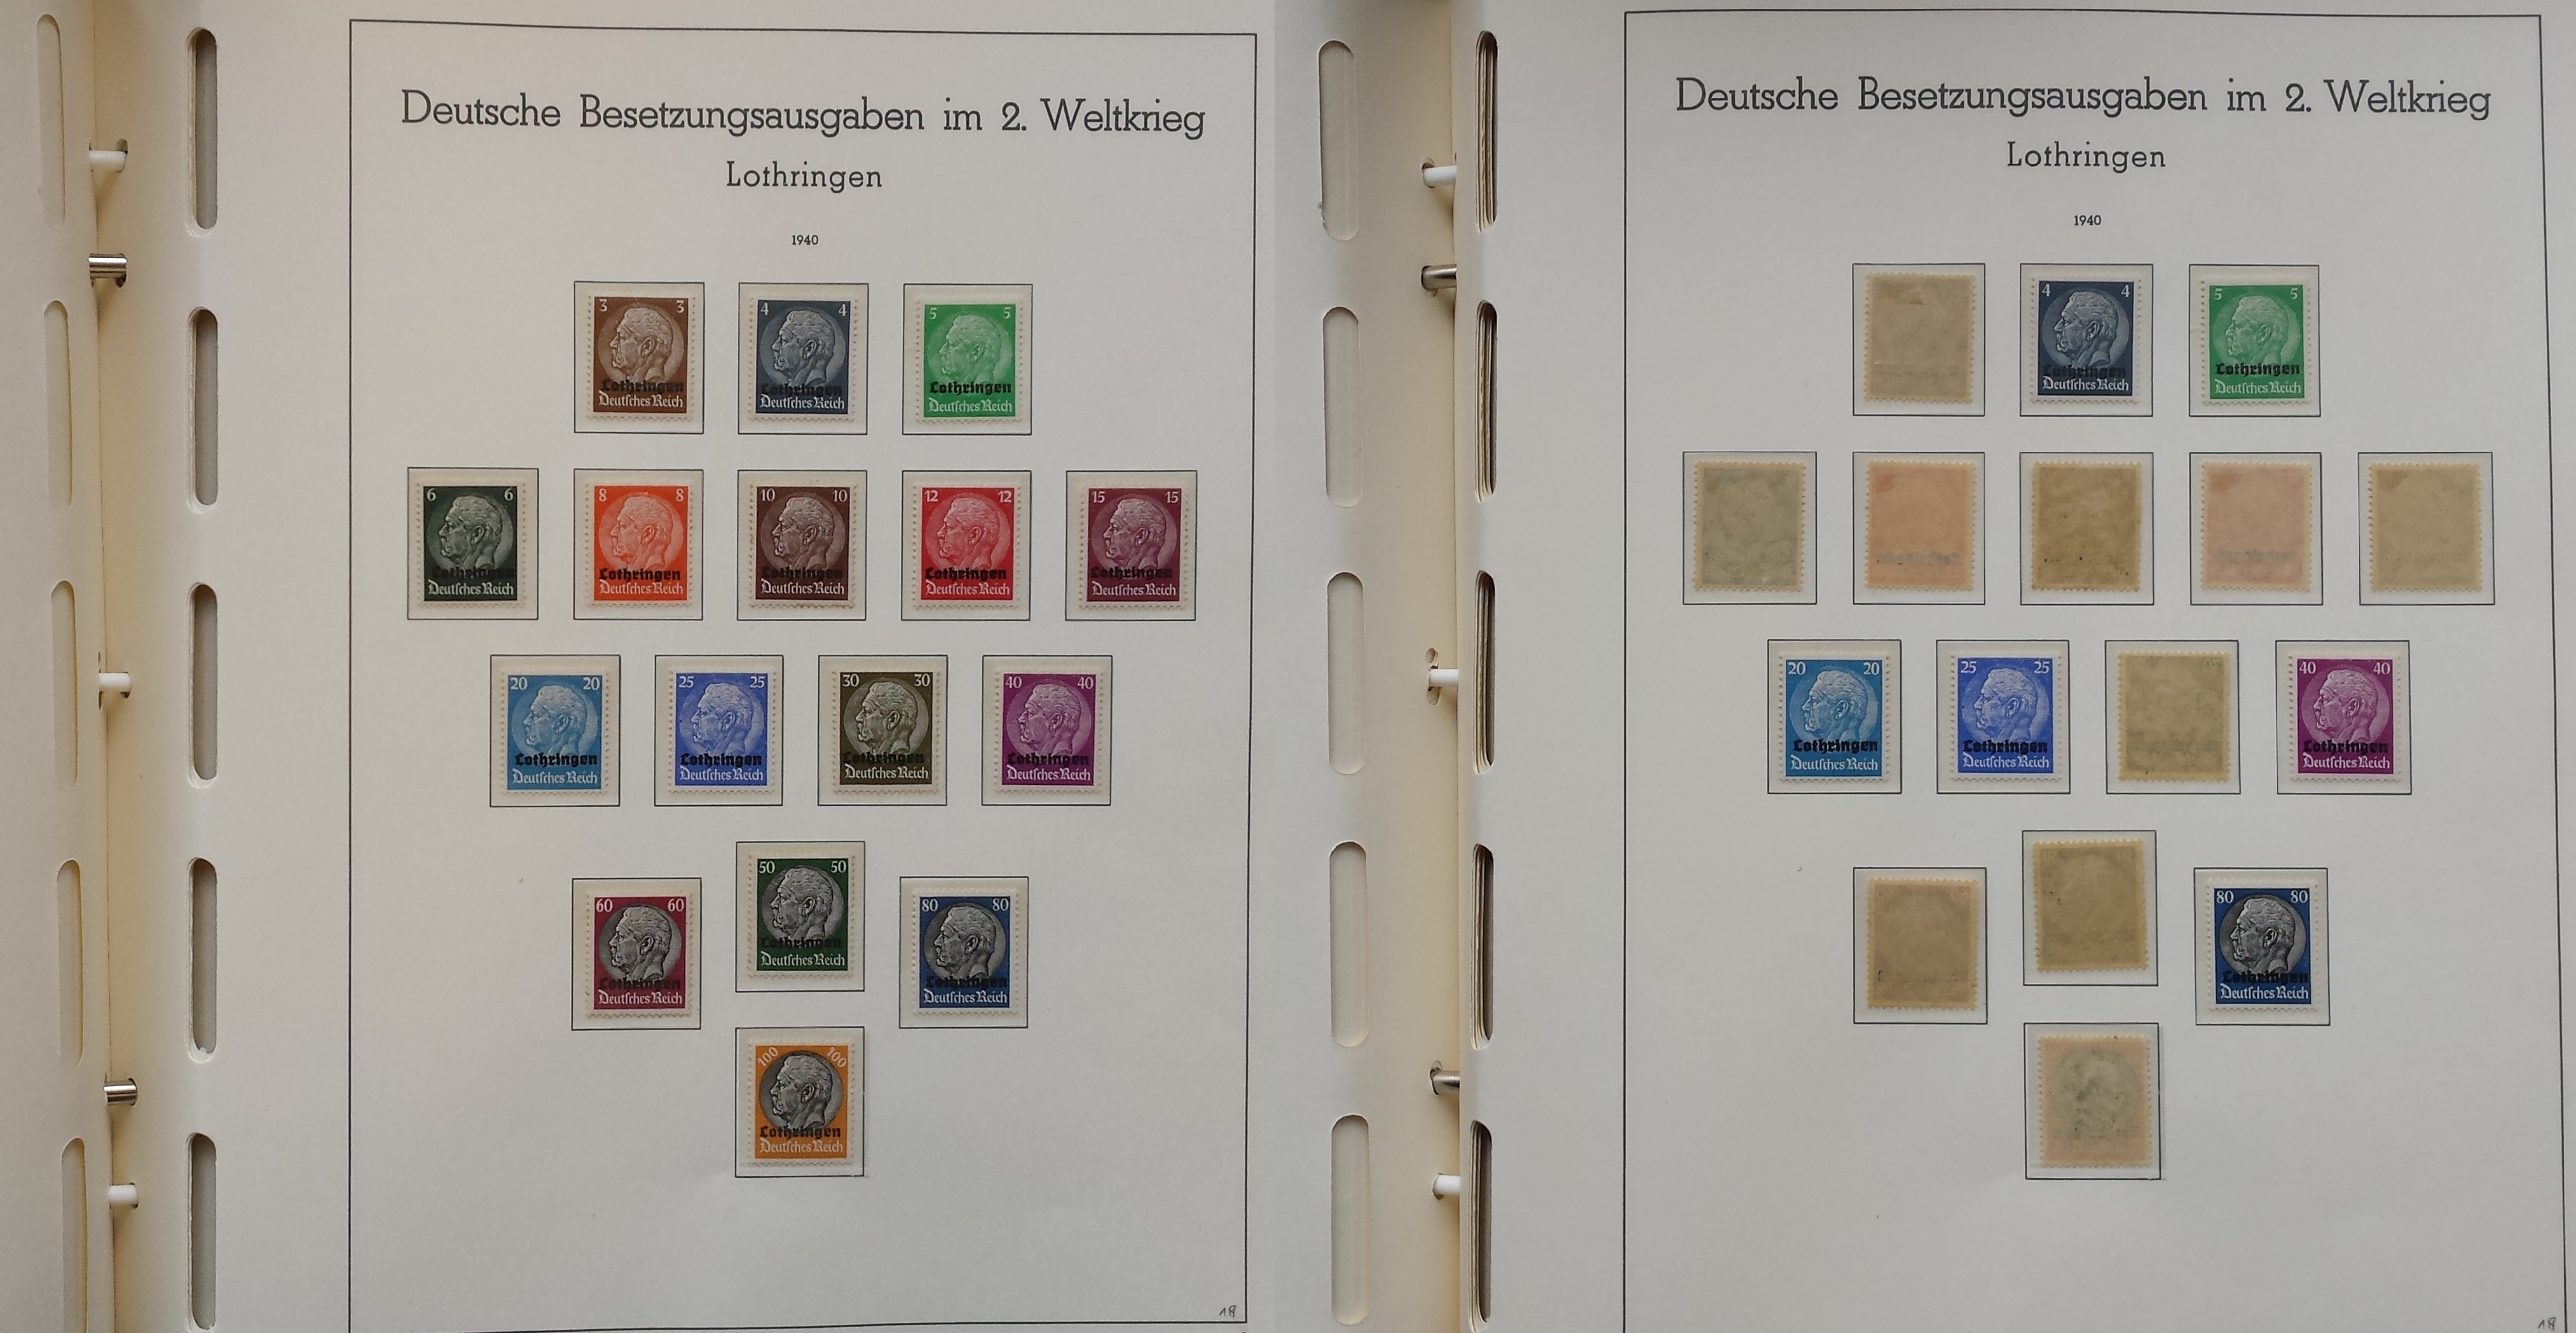 Deutsche Besetzungsausgaben im 2. Weltkrieg
Lothringen
1940
3 3
Lothringen
Deutsches Reich
4 4
Lothringen
Deutsches Reich
5 5
Lothringen
Deutsches Reich
6 6
Lothringen
Deutsches Reich
8 8
Lothringen
Deutsches Reich
10 10
Lothringen
Deutsches Reich
12 12
Lothringen
Deutsches Reich
15 15
Lothringen
Deutsches Reich
20 20
Lothringen
Deutsches Reich
25 25
Lothringen
Deutsches Reich
30 30
Lothringen
Deutsches Reich
40 40
Lothringen
Deutsches Reich
60 60
Lothringen
Deutsches Reich
50 50
Lothringen
Deutsches Reich
80 80
Lothringen
Deutsches Reich
100 100
Lothringen
Deutsches Reich
18
Deutsche Besetzungsausgaben im 2. Weltkrieg
Lothringen
1940
4 4
Lothringen
Deutsches Reich
5 5
Lothringen
Deutsches Reich
20 20
Lothringen
Deutsches Reich
25 25
Lothringen
Deutsches Reich
40 40
Lothringen
Deutsches Reich
80 80
Lothringen
Deutsches Reich
18